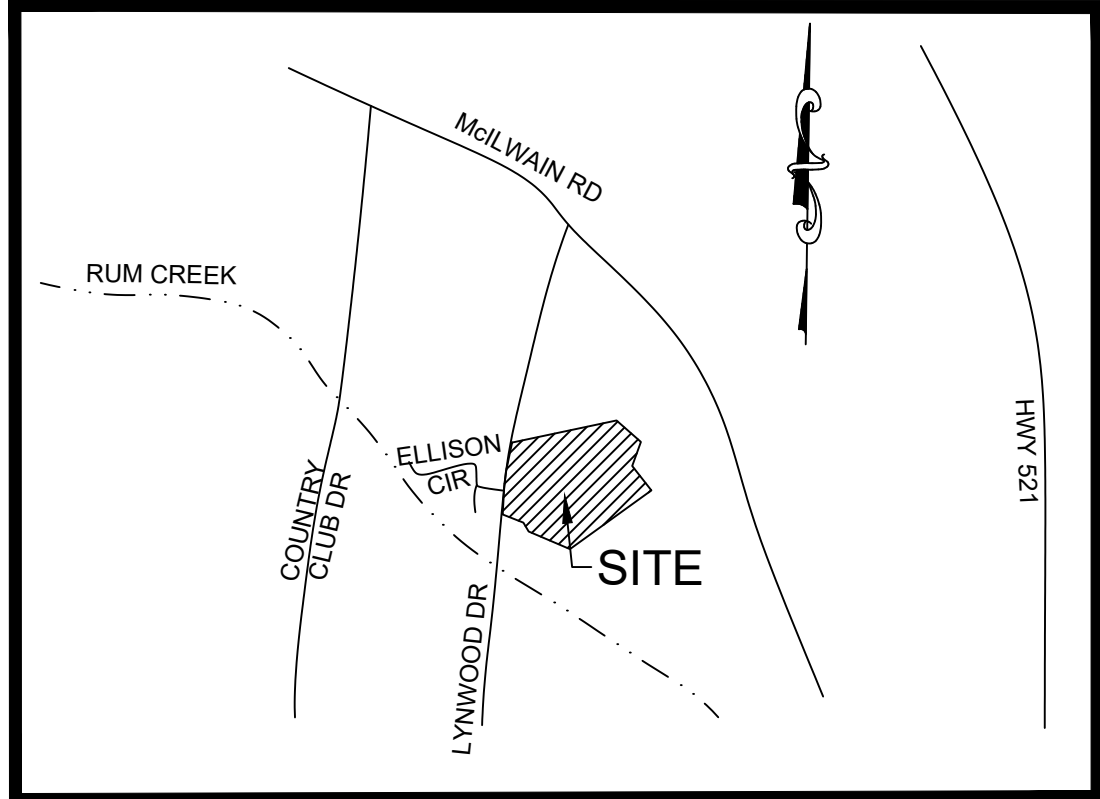 McILWAIN RD
RUM CREEK
HWY 521
ELLISON
CIR
COUNTRY
CLUB DR
SITE
LYNWOOD DR